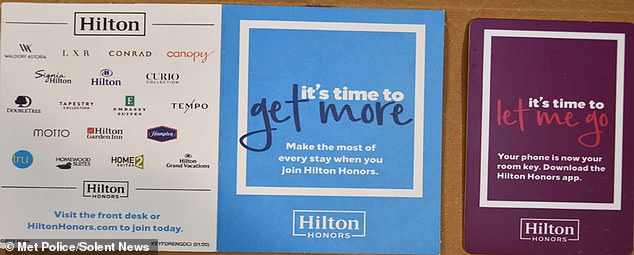 Hilton
WALDORF ASTORIA
LXR
CONRAD
canopy
Signia
by Hilton
Hilton
CURIO
COLLECTION
DOUBLETREE
TAPESTRY
COLLECTION
EMBASSY
SUITES
TEMPO
MOTTO
Hilton
Garden Inn
Hampton
tru
HOMEWOOD
SUITES
HOME2
SUITES
Hilton
Grand Vacations
Hilton
HONORS
Visit the front desk or
HiltonHonors.com to join today.
KEYFORENGDCI (01/20)
it's time to
get more
Make the most of
every stay when you
join Hilton Honors.
Hilton
HONORS
it's time to
let me go
Your phone is now your
room key. Download the
Hilton Honors app.
Hilton
HONORS
© Met Police/Solent News